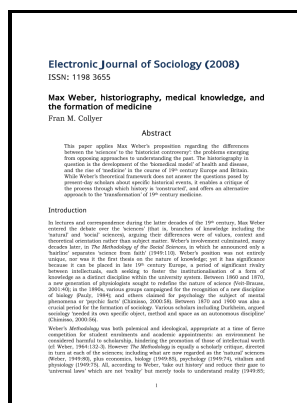 Electronic Journal of Sociology (2008)
ISSN: 1198 3655
Max Weber, historiography, medical knowledge, and
the formation of medicine
Fran M. Collyer
Abstract
This paper applies Max Weber's proposition regarding the differences
between the 'sciences' to the historicist controversy: the problems emerging
from opposing approaches to understanding the past. The historiography in
question is the development of the 'biomedical model' of health and disease,
and the rise of 'medicine' in the course of 19th century Europe and Britain.
While Weber's theoretical framework does not answer the questions posed by
present-day scholars about specific historical events, it enables a critique of
the process through which history is 'constructed', and offers an alternative
approach to the 'transformation' of 19th century medicine.
Introduction
In lectures and correspondence during the latter decades of the 19th century, Max Weber
entered the debate over the 'sciences' (that is, branches of knowledge including the
'natural' and 'social' sciences), arguing their differences were of values, content and
theoretical orientation rather than subject matter. Weber's involvement culminated, many
decades later, in The Methodology of the Social Sciences, in which he announced only a
'hairline' separates 'science from faith' (1949:110). Weber's position was not entirely
unique, nor was it the first thesis on the nature of knowledge; yet it has significance
because it can be placed in late 19th century Europe, a period of significant rivalry
between intellectuals, each seeking to foster the institutionalisation of a form of
knowledge as a distinct discipline within the university system. Between 1840 and 1870,
a new generation of physiologists sought to redefine the nature of science
2001:40); in the 1890s, various groups campaigned for the recognition of a new discipline
of biology (Pauly, 1984); and others claimed for psychology the subject of mental
phenomena or 'psychic facts' (Chimisso, 2000:58). Between 1870 and 1900 was also a
crucial period for the formation of sociology. Various scholars including Durkheim, argued
sociology 'needed its own specific object, method and space as an autonomous discipline'
(Chimisso, 2000:56).
Weber's Methodology was both polemical and ideological, appropriate at a time of fierce
competition for student enrolments and academic appointments: an environment he
considered harmful to scholarship, hindering the promotion of those of intellectual worth
(cf. Weber, 1964:132-3). However The Methodology is equally a scholarly critique, directed
in turn at each of the sciences, including what are now regarded as the 'natural' sciences
(Weber, 1949:80), plus economics, biology (1949:85), psychology (1949:74), vitalism and
physiology (1949:75). All, according to Weber, 'take out history' and reduce their gaze to
'universal laws' which are not 'reality' but merely tools to understand reality (1949:85;
1